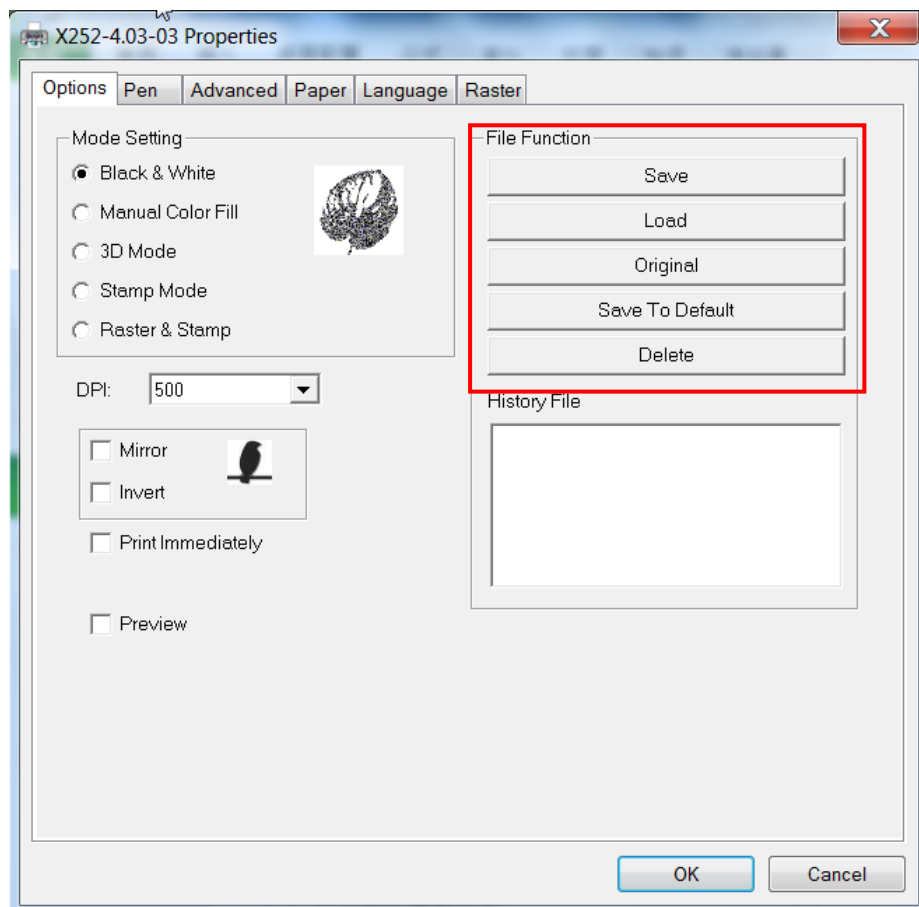 X252-4.03-03 Properties
Options Pen Advanced Paper Language Raster
Mode Setting
Black & White
Manual Color Fill
3D Mode
Stamp Mode
Raster & Stamp
DPI: 500
Mirror
Invert
Print Immediately
Preview
File Function
Save
Load
Original
Save To Default
Delete
History File
OK Cancel